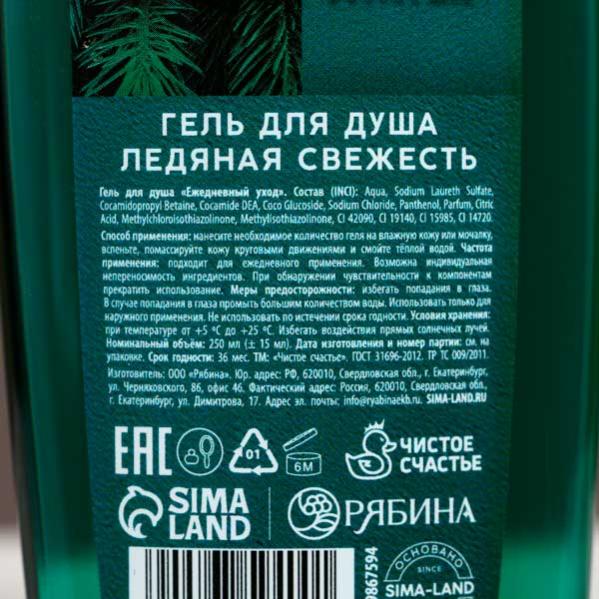 ГЕЛЬ ДЛЯ ДУША
ЛЕДЯНАЯ СВЕЖЕСТЬ
Гель для душа «Ежедневный уход». Состав (INCI): Aqua, Sodium Laureth Sulfate,
Cocamidopropyl Betaine, Cocamide DEA, Coco Glucoside, Sodium Chloride, Panthenol, Parfum, Citric
Acid, Methylchloroisothiazolinone, Methylisothiazolinone, CI 42090, CI 19140, CI 15985, CI 14720.
Способ применения: нанесите необходимое количество геля на влажную кожу или мочалку,
вспеньте, помассируйте кожу круговыми движениями и смойте тёплой водой. Частота
применения: подходит для ежедневного применения. Возможна индивидуальная
непереносимость ингредиентов. При обнаружении чувствительности к компонентам
прекратить использование. Меры предосторожности: избегать попадания в глаза.
В случае попадания в глаза промыть большим количеством воды. Использовать только для
наружного применения. Не использовать по истечении срока годности. Условия хранения:
при температуре от +5 °C до +25 °C. Избегать воздействия прямых солнечных лучей.
Номинальный объём: 250 мл (± 15 мл). Дата изготовления и номер партии: см. на
упаковке. Срок годности: 36 мес. ТМ: «Чистое счастье». ГОСТ 31696-2012. ТР ТС 009/2011.
Изготовитель: ООО «Рябина». Юр. адрес: РФ, 620010, Свердловская обл., г. Екатеринбург,
ул. Черняховского, 86, офис 46. Фактический адрес: Россия, 620010, Свердловская обл.,
г. Екатеринбург, ул. Димитрова, 17. Адрес эл. почты: info@ryabinaekb.ru. SIMA-LAND.RU
EAC 01 6M ЧИСТОЕ
СЧАСТЬЕ
SIMA
LAND РЯБИНА
9867594
ОСНОВАНО
SINCE
SIMA-LAND